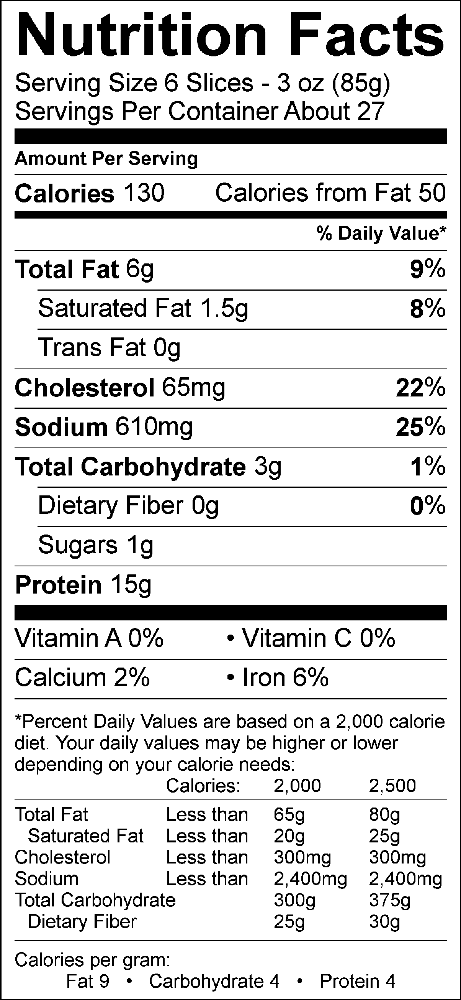 Nutrition Facts
Serving Size 6 Slices - 3 oz (85g)
Servings Per Container About 27
Amount Per Serving
Calories 130 Calories from Fat 50
% Daily Value*
Total Fat 6g 9%
Saturated Fat 1.5g 8%
Trans Fat 0g
Cholesterol 65mg 22%
Sodium 610mg 25%
Total Carbohydrate 3g 1%
Dietary Fiber 0g 0%
Sugars 1g
Protein 15g
Vitamin A 0% • Vitamin C 0%
Calcium 2% • Iron 6%
*Percent Daily Values are based on a 2,000 calorie
diet. Your daily values may be higher or lower
depending on your calorie needs:
Calories: 2,000 2,500
Total Fat Less than 65g 80g
Saturated Fat Less than 20g 25g
Cholesterol Less than 300mg 300mg
Sodium Less than 2,400mg 2,400mg
Total Carbohydrate 300g 375g
Dietary Fiber 25g 30g
Calories per gram:
Fat 9 • Carbohydrate 4 • Protein 4